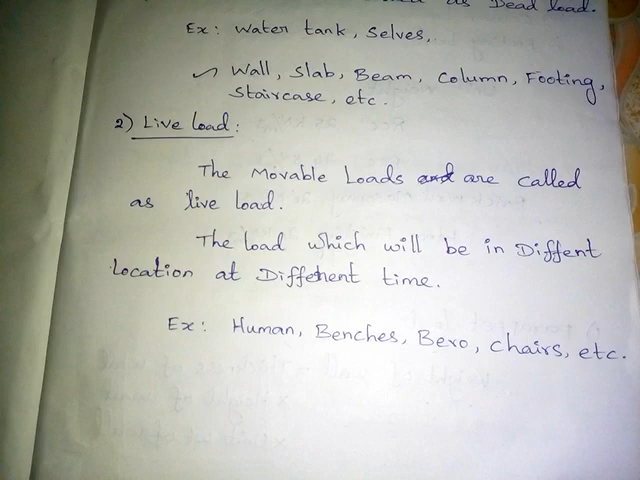 as Dead load.
Ex: Water tank, Selves,
Wall, Slab, Beam, Column, Footing,
Staircase, etc.
2) Live load:
The Movable Loads and are called
as live load.
The load which will be in Diffent
Location at Different time.
Ex: Human, Benches, Bero, chairs, etc.